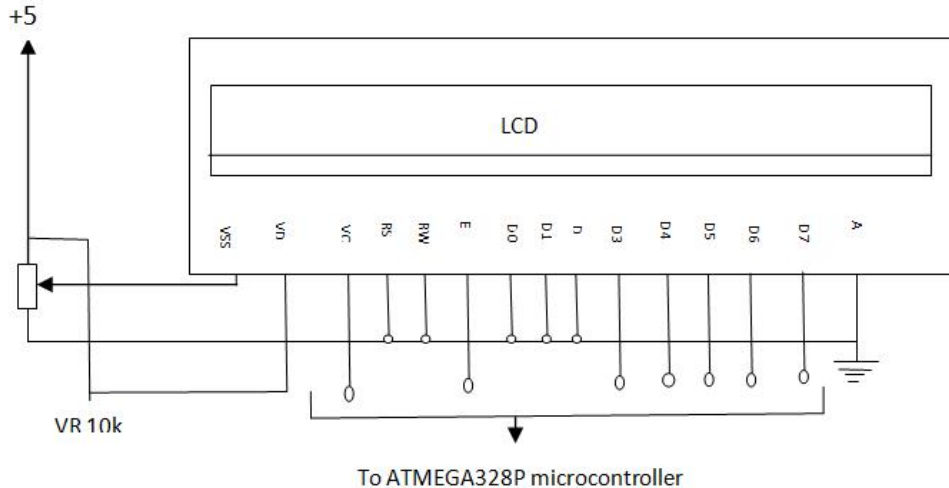 +5
LCD
VSS
VD
VC
RS
RW
E
D0
D1
D
D3
D4
D5
D6
D7
A
VR 10k
To ATMEGA328P microcontroller